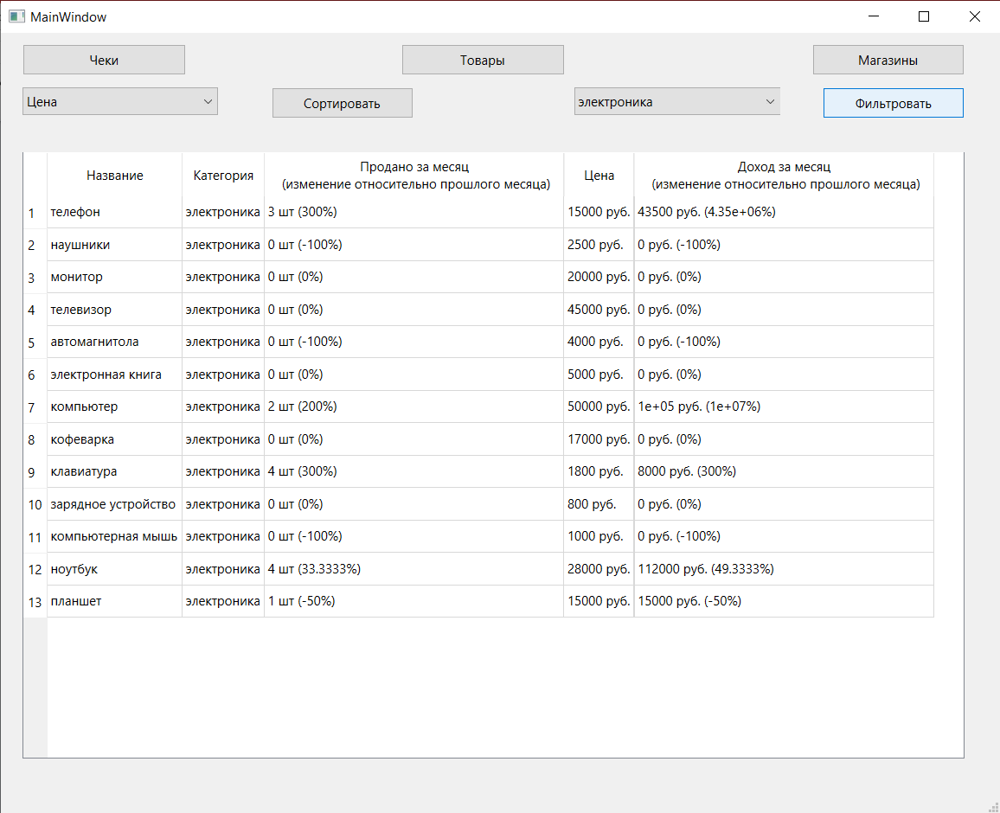 MainWindow
Чеки Товары Магазины
Цена Сортировать электроника Фильтровать
Название Категория Продано за месяц (изменение относительно прошлого месяца) Цена Доход за месяц (изменение относительно прошлого месяца)
1 телефон электроника 3 шт (300%) 15000 руб. 43500 руб. (4.35e+06%)
2 наушники электроника 0 шт (-100%) 2500 руб. 0 руб. (-100%)
3 монитор электроника 0 шт (0%) 20000 руб. 0 руб. (0%)
4 телевизор электроника 0 шт (0%) 45000 руб. 0 руб. (0%)
5 автомагнитола электроника 0 шт (-100%) 4000 руб. 0 руб. (-100%)
6 электронная книга электроника 0 шт (0%) 5000 руб. 0 руб. (0%)
7 компьютер электроника 2 шт (200%) 50000 руб. 1e+05 руб. (1e+07%)
8 кофеварка электроника 0 шт (0%) 17000 руб. 0 руб. (0%)
9 клавиатура электроника 4 шт (300%) 1800 руб. 8000 руб. (300%)
10 зарядное устройство электроника 0 шт (0%) 800 руб. 0 руб. (0%)
11 компьютерная мышь электроника 0 шт (-100%) 1000 руб. 0 руб. (-100%)
12 ноутбук электроника 4 шт (33.3333%) 28000 руб. 112000 руб. (49.3333%)
13 планшет электроника 1 шт (-50%) 15000 руб. 15000 руб. (-50%)